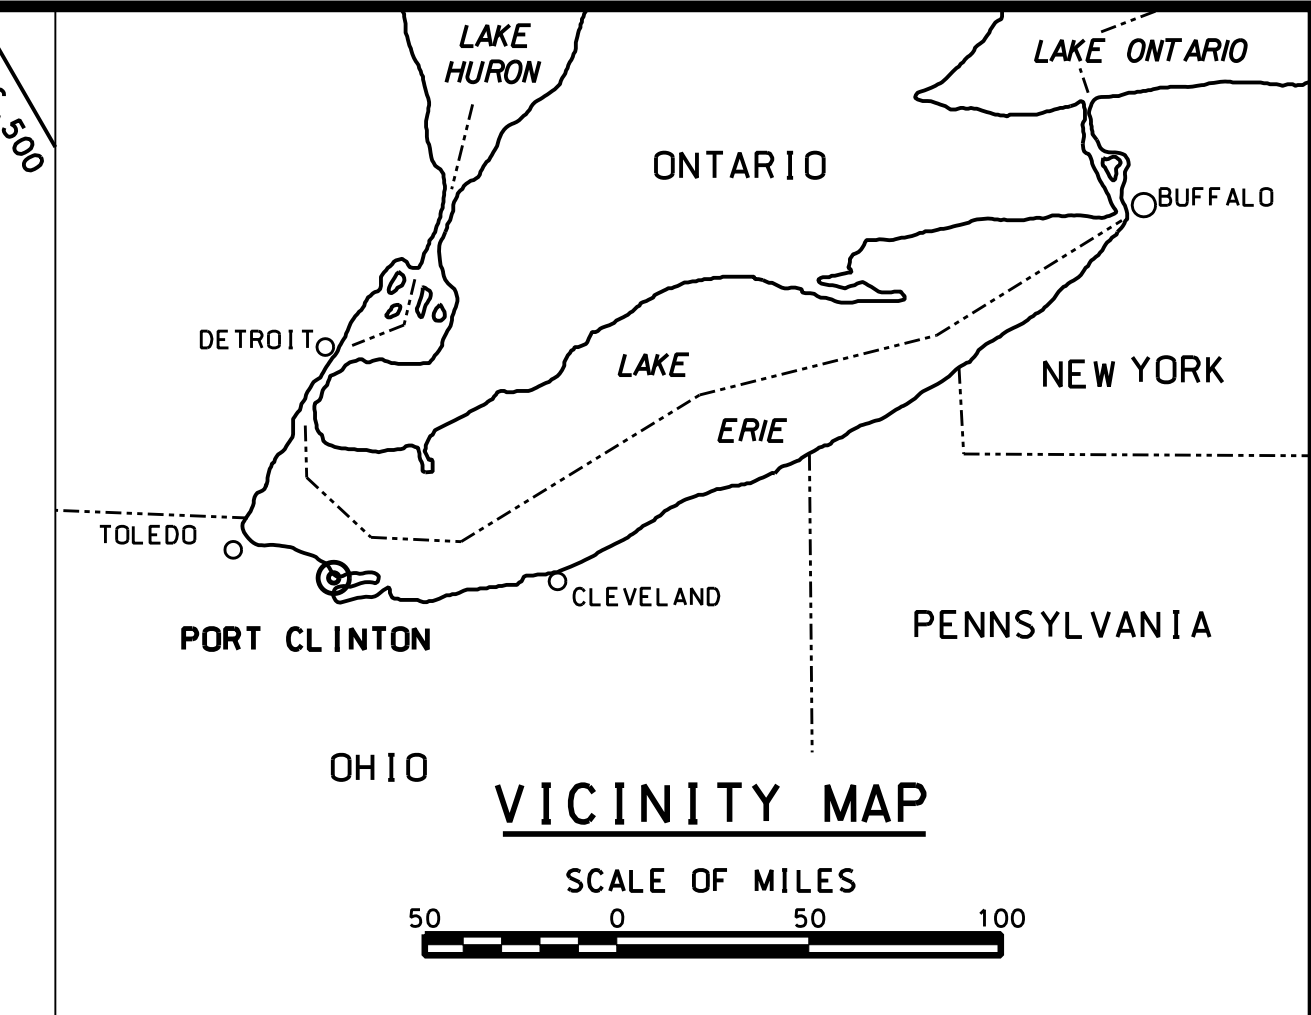 LAKE
HURON
LAKE ONTARIO
500
ONTARIO
BUFFALO
DETROIT
LAKE
NEW YORK
ERIE
TOLEDO
CLEVELAND
PORT CLINTON
PENNSYLVANIA
OHIO
VICINITY MAP
SCALE OF MILES
50 0 50 100